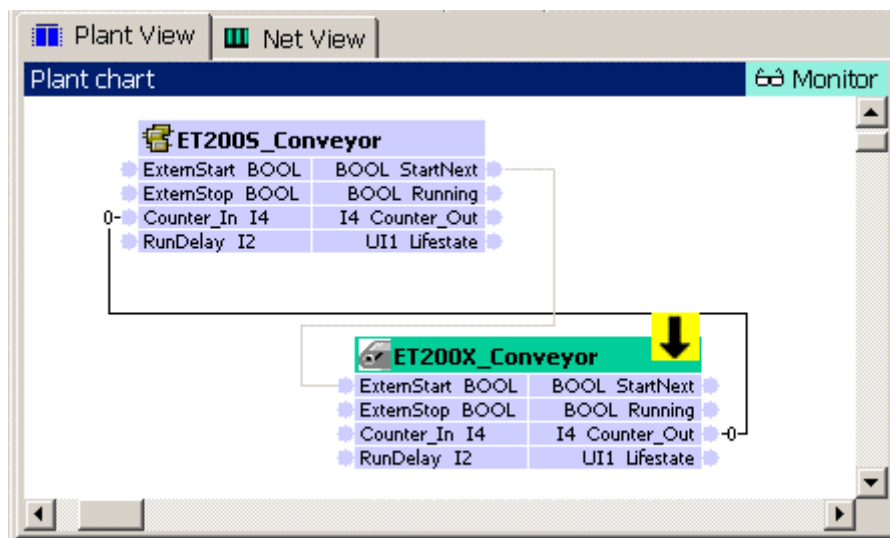 Plant View Net View
Plant chart Monitor
ET200S_Conveyor
ExternStart BOOL BOOL StartNext
ExternStop BOOL BOOL Running
0 Counter_In I4 I4 Counter_Out
RunDelay I2 UI1 Lifestate
ET200X_Conveyor
ExternStart BOOL BOOL StartNext
ExternStop BOOL BOOL Running
Counter_In I4 I4 Counter_Out 0
RunDelay I2 UI1 Lifestate